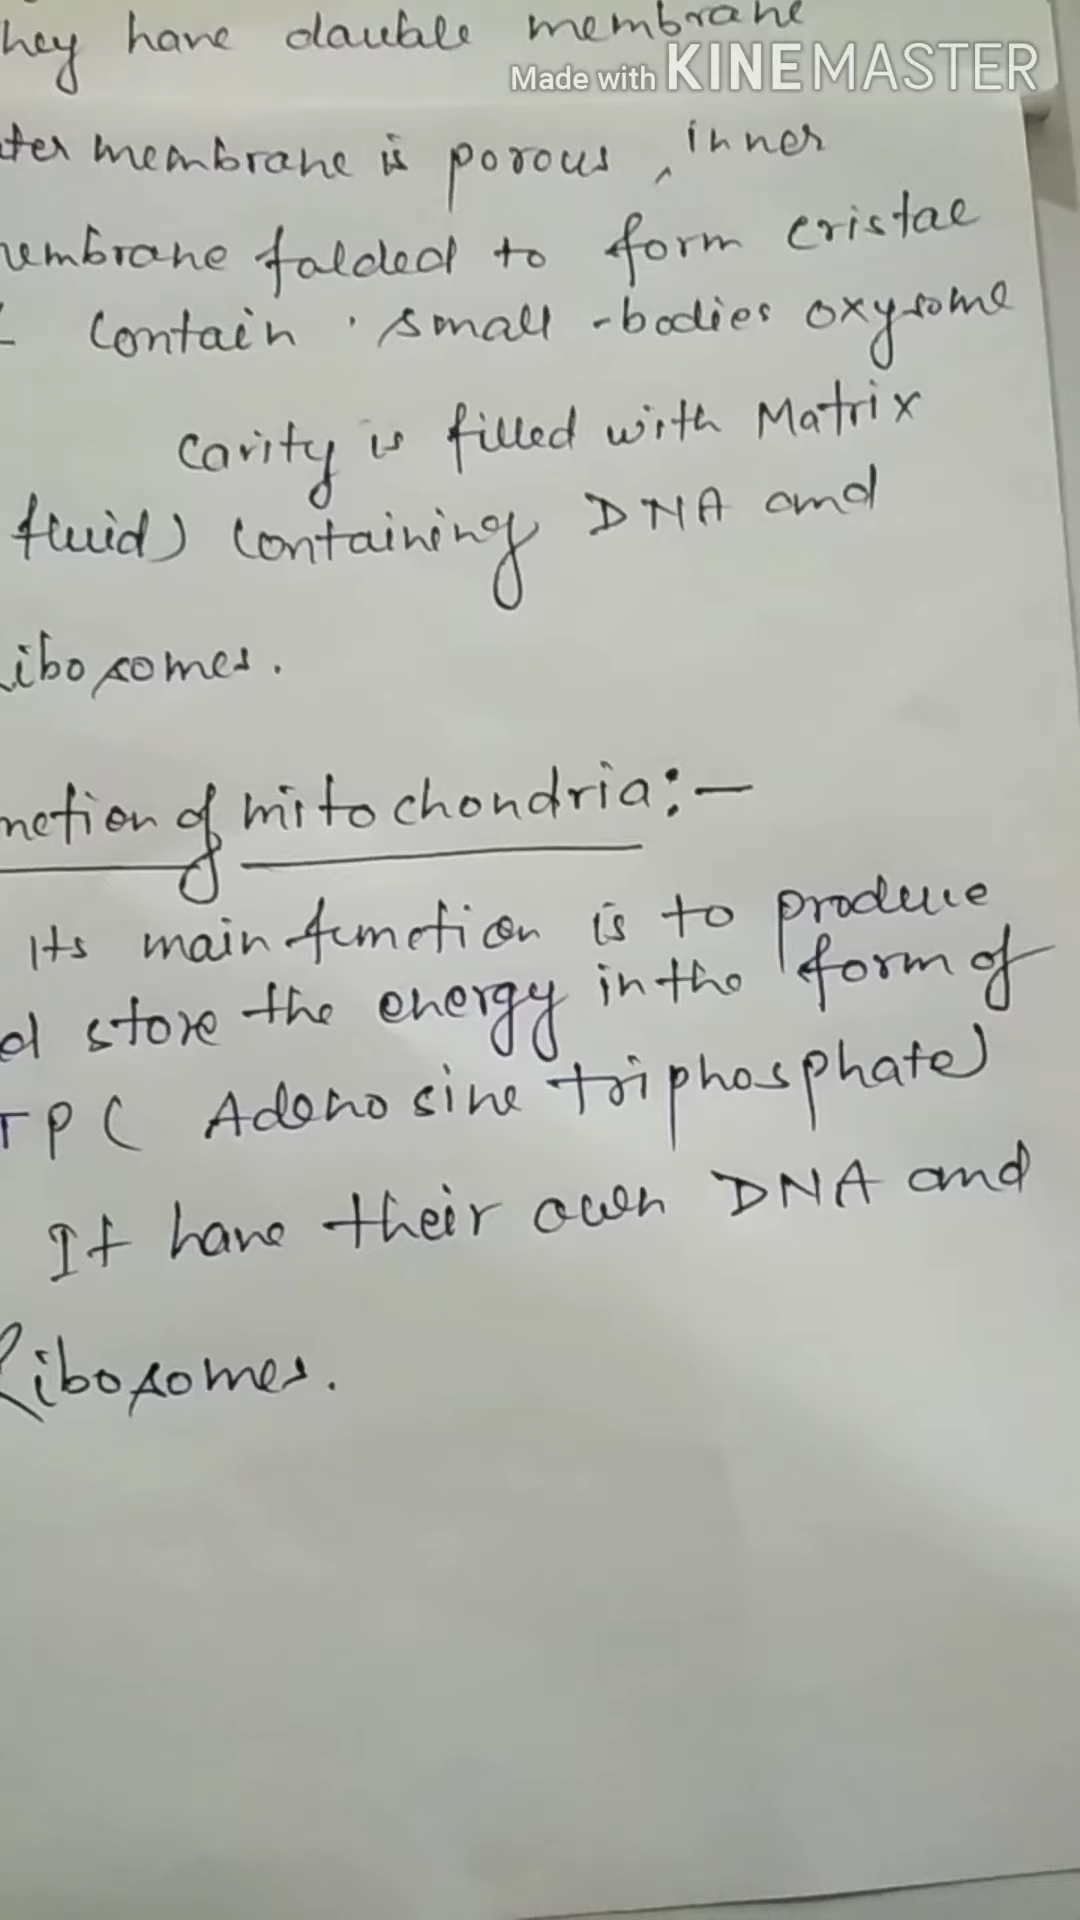 hey have double membrane
Made with KINEMASTER
ter membrane is porous, inner
membrane folded to form cristae
contain small -bodies oxysome
cavity is filled with Matrix
fluid) containing DNA and
ibosomes.
nction of mitochondria:-
Its main function is to produce
d store the energy in the form of
TP( Adenosine triphosphate)
It have their own DNA and
Ribosomes.